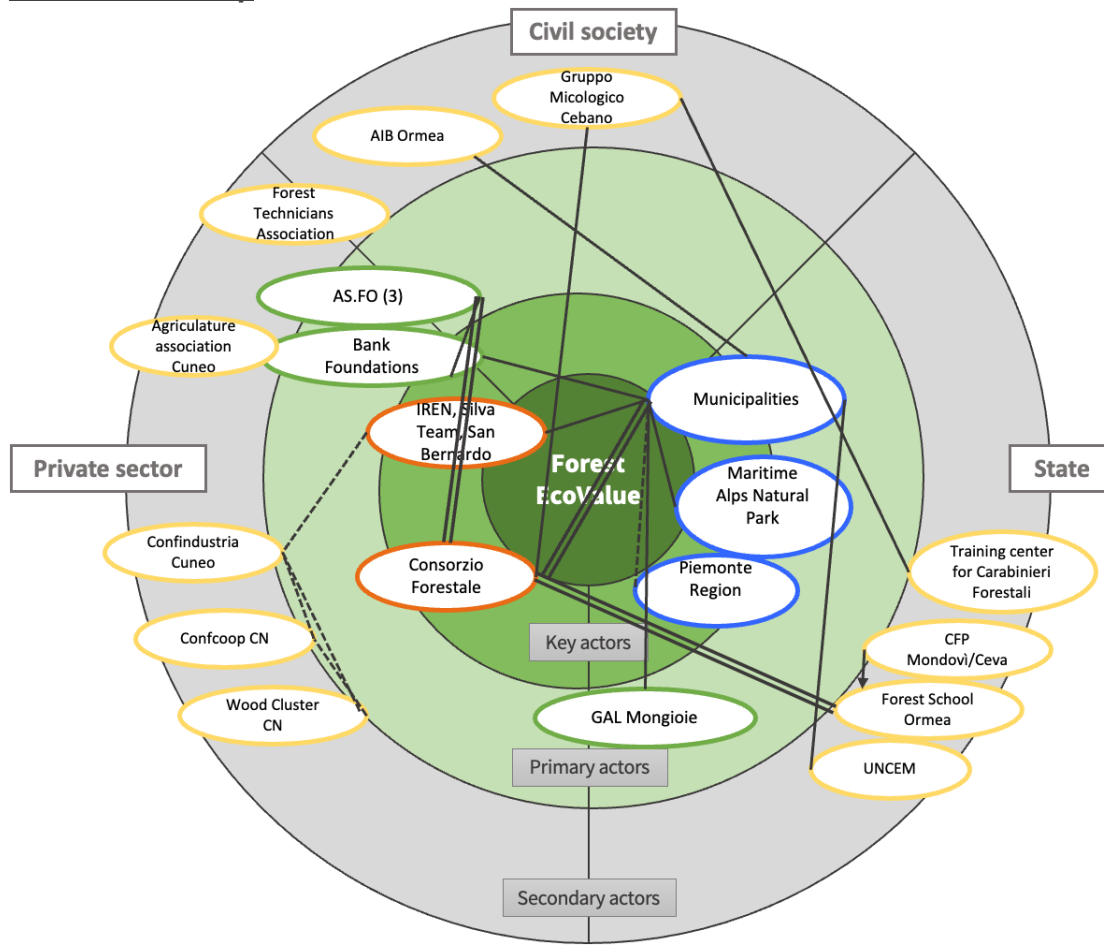 Civil society
Gruppo
Micologico
Cebano
AIB Ormea
Forest
Technicians
Association
AS.FO (3)
Agriculature
association
Cuneo
Bank
Foundations
Municipalities
IREN, Silva
Team, San
Bernardo
Forest
EcoValue
Private sector
State
Maritime
Alps Natural
Park
Confindustria
Cuneo
Consorzio
Forestale
Piemonte
Region
Training center
for Carabinieri
Forestali
Confcoop CN
Key actors
CFP
Mondovì/Ceva
Wood Cluster
CN
GAL Mongioie
Forest School
Ormea
Primary actors
UNCEM
Secondary actors